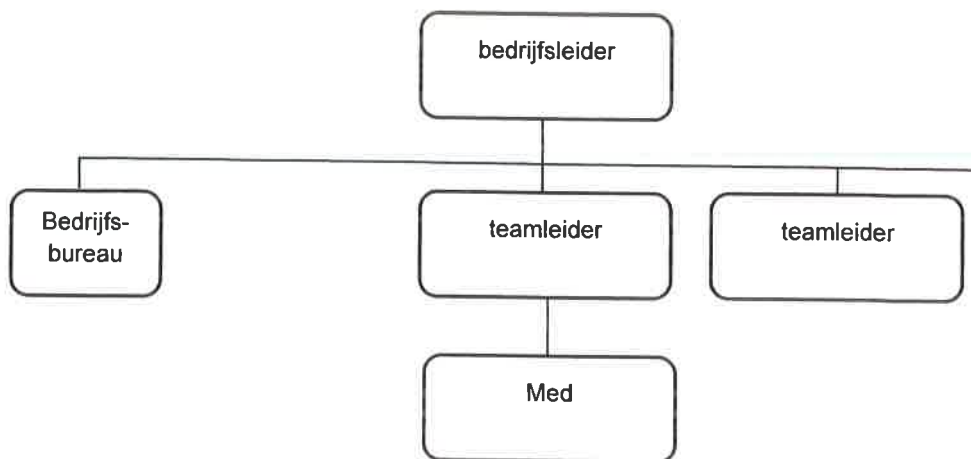 bedrijfsleider
Bedrijfs-
bureau
teamleider
teamleider
Med